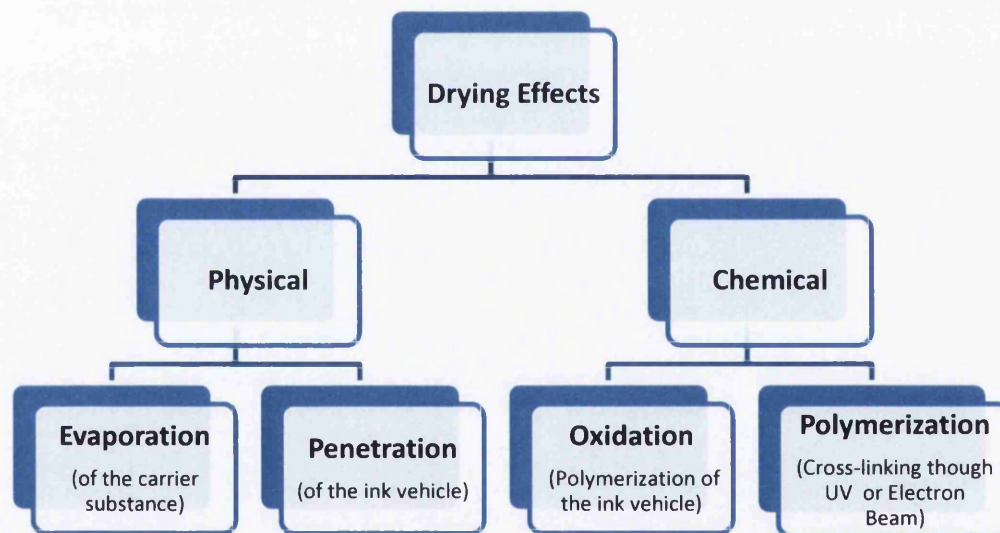 Drying Effects
Physical
Chemical
Evaporation
(of the carrier
substance)
Penetration
(of the ink vehicle)
Oxidation
(Polymerization of
the ink vehicle)
Polymerization
(Cross-linking though
UV or Electron
Beam)